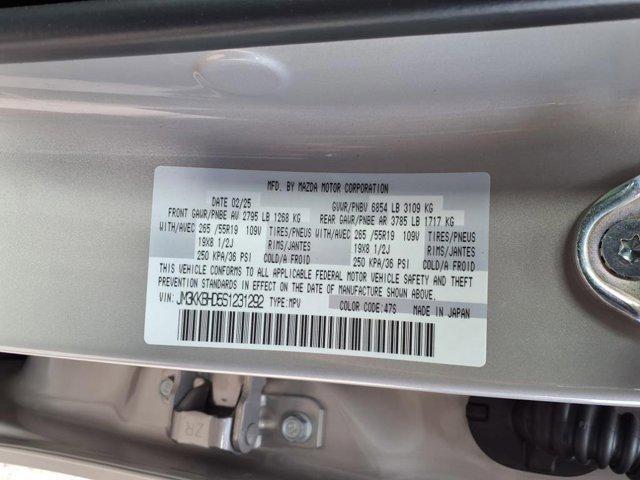 MFD. BY MAZDA MOTOR CORPORATION
DATE 02/25 GVWR/PNBV 6854 LB 3109 KG
FRONT GAWR/PNBE AV 2795 LB 1268 KG REAR GAWR/PNBE AR 3785 LB 1717 KG
WITH/AVEC 265 /55R19 109V TIRES/PNEUS WITH/AVEC 265 /55R19 109V TIRES/PNEUS
19X8 1/2J RIMS/JANTES 19X8 1/2J RIMS/JANTES
250 KPA/36 PSI COLD/A FROID 250 KPA/36 PSI COLD/A FROID
THIS VEHICLE CONFORMS TO ALL APPLICABLE FEDERAL MOTOR VEHICLE SAFETY AND THEFT
PREVENTION STANDARDS IN EFFECT ON THE DATE OF MANUFACTURE SHOWN ABOVE.
VIN: JM3KKBHD551231292 TYPE: MPV COLOR CODE: 47S MADE IN JAPAN
ZR